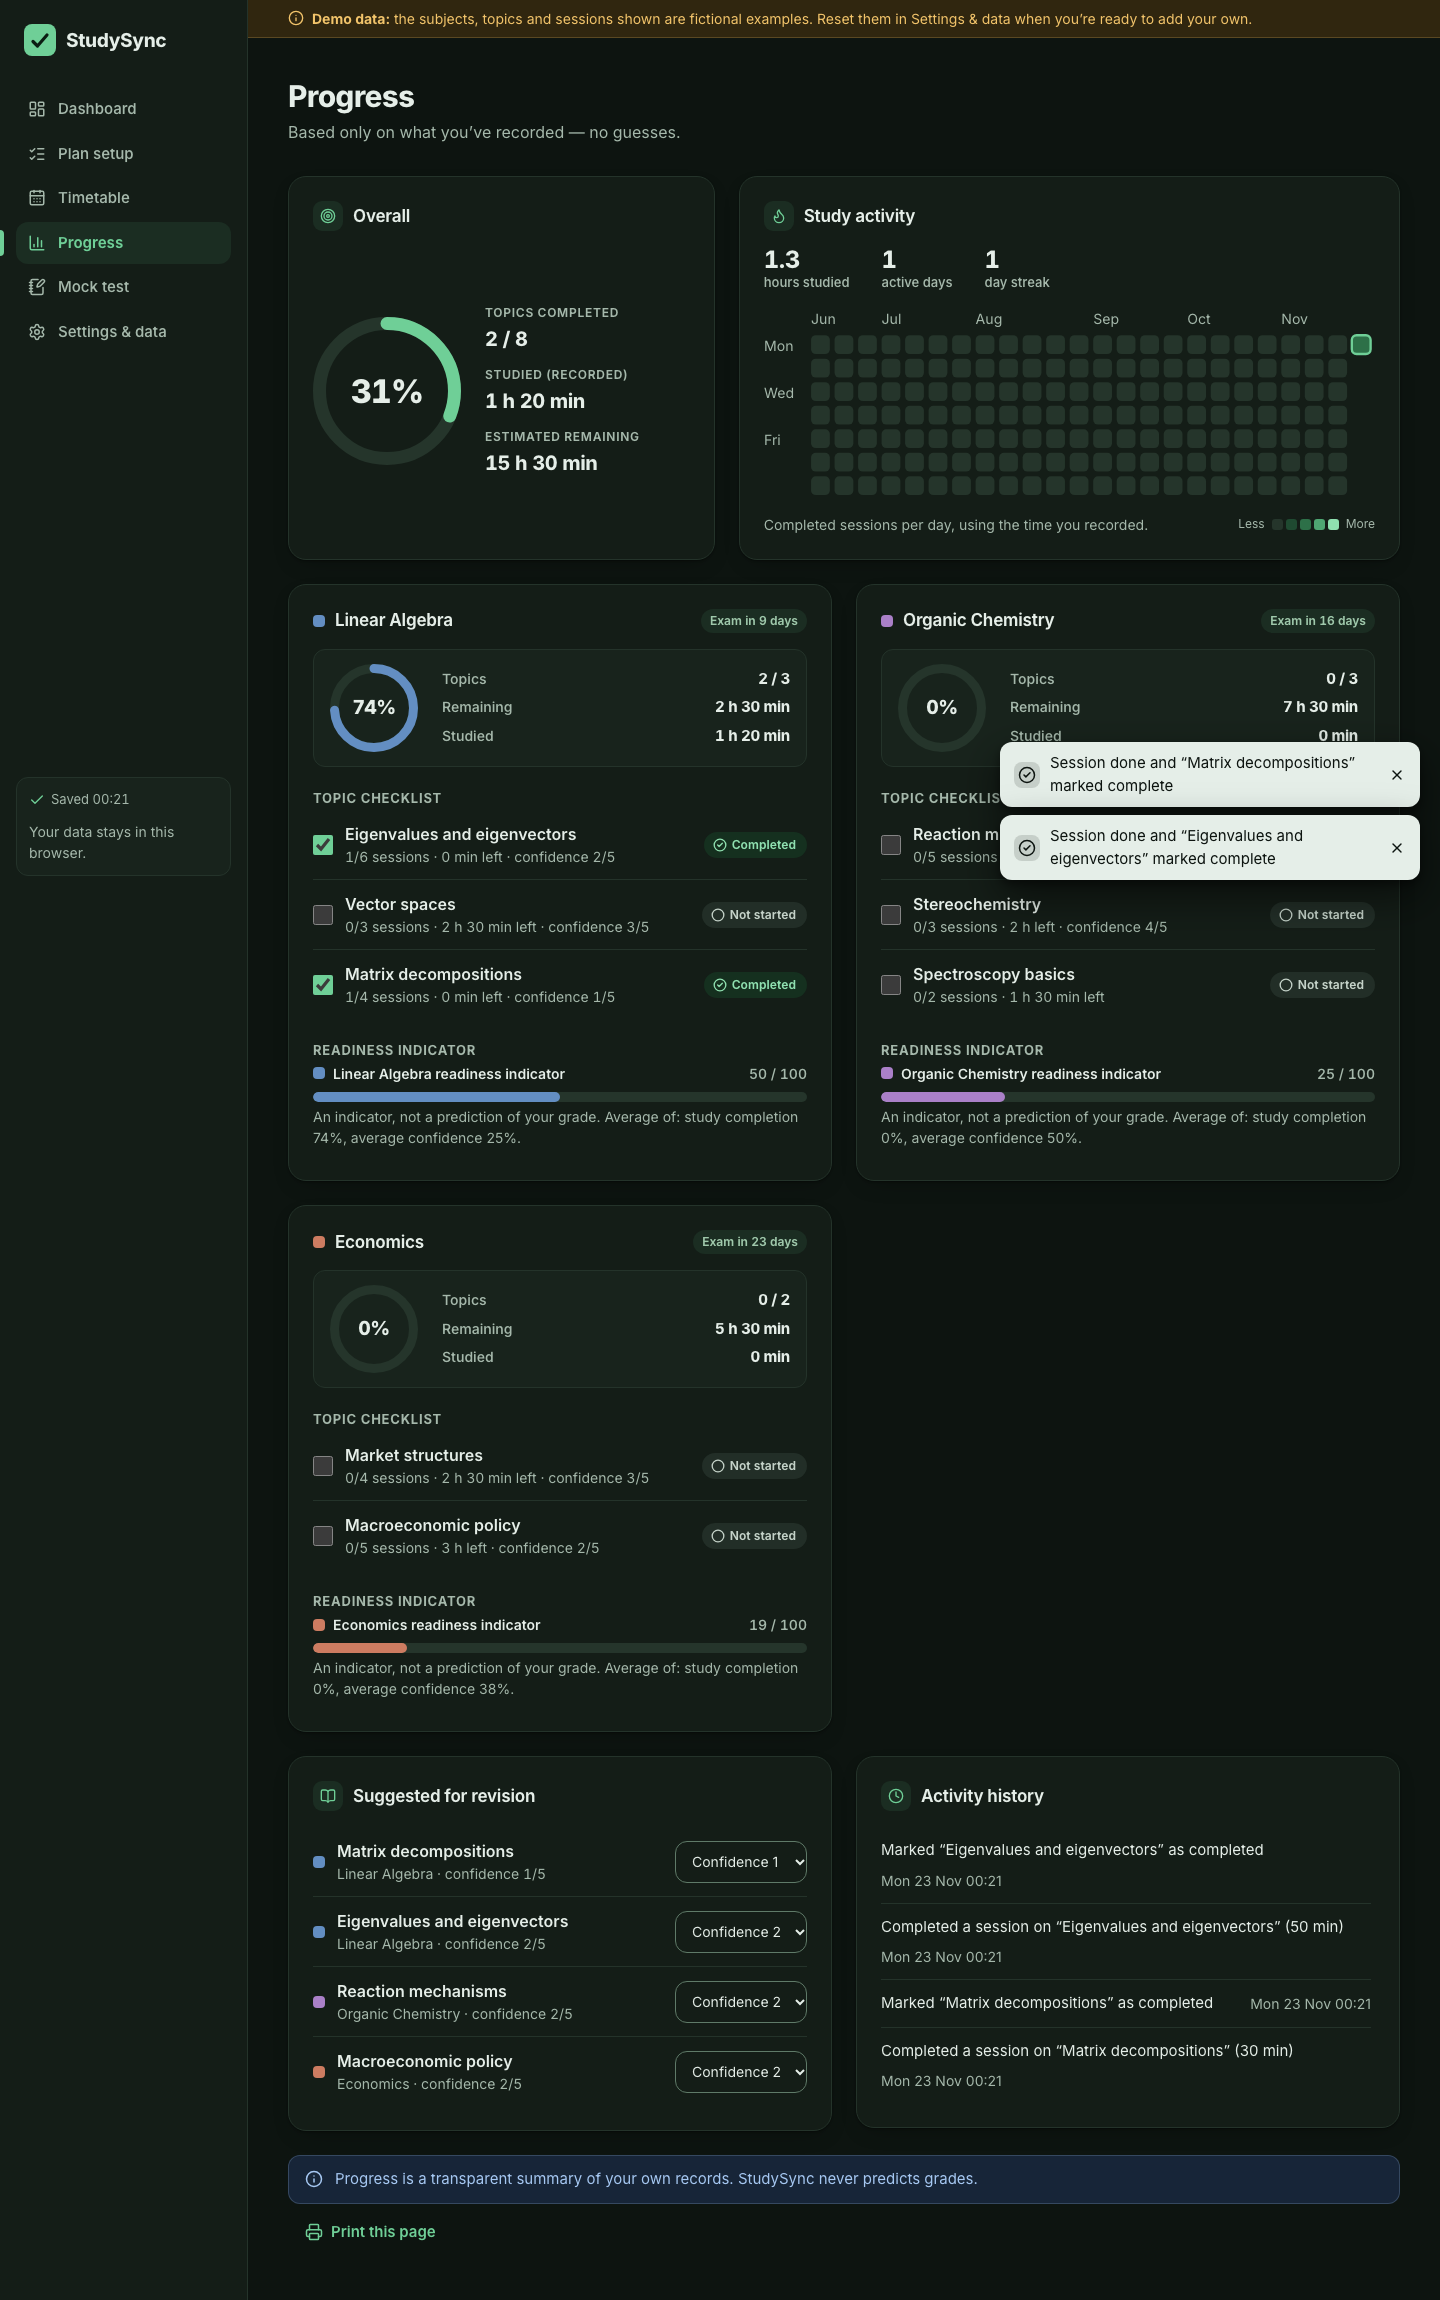 StudySync
Dashboard
Plan setup
Timetable
Progress
Mock test
Settings & data
Saved 00:21
Your data stays in this
browser.
Demo data: the subjects, topics and sessions shown are fictional examples. Reset them in Settings & data when you’re ready to add your own.
Progress
Based only on what you’ve recorded — no guesses.
Overall
31%
TOPICS COMPLETED
2 / 8
STUDIED (RECORDED)
1 h 20 min
ESTIMATED REMAINING
15 h 30 min
Study activity
1.3 1 1
hours studied active days day streak
Jun Jul Aug Sep Oct Nov
Mon
Wed
Fri
Completed sessions per day, using the time you recorded. Less More
Linear Algebra Exam in 9 days
74%
Topics 2 / 3
Remaining 2 h 30 min
Studied 1 h 20 min
TOPIC CHECKLIST
Eigenvalues and eigenvectors
1/6 sessions · 0 min left · confidence 2/5
Completed
Vector spaces
0/3 sessions · 2 h 30 min left · confidence 3/5
Not started
Matrix decompositions
1/4 sessions · 0 min left · confidence 1/5
Completed
READINESS INDICATOR
Linear Algebra readiness indicator 50 / 100
An indicator, not a prediction of your grade. Average of: study completion
74%, average confidence 25%.
Organic Chemistry Exam in 16 days
0%
Topics 0 / 3
Remaining 7 h 30 min
Studied 0 min
Session done and “Matrix decompositions”
marked complete
Session done and “Eigenvalues and
eigenvectors” marked complete
TOPIC CHECKLIS
Reaction m
0/5 sessions
Stereochemistry
0/3 sessions · 2 h left · confidence 4/5
Not started
Spectroscopy basics
0/2 sessions · 1 h 30 min left
Not started
READINESS INDICATOR
Organic Chemistry readiness indicator 25 / 100
An indicator, not a prediction of your grade. Average of: study completion
0%, average confidence 50%.
Economics Exam in 23 days
0%
Topics 0 / 2
Remaining 5 h 30 min
Studied 0 min
TOPIC CHECKLIST
Market structures
0/4 sessions · 2 h 30 min left · confidence 3/5
Not started
Macroeconomic policy
0/5 sessions · 3 h left · confidence 2/5
Not started
READINESS INDICATOR
Economics readiness indicator 19 / 100
An indicator, not a prediction of your grade. Average of: study completion
0%, average confidence 38%.
Suggested for revision
Matrix decompositions
Linear Algebra · confidence 1/5
Confidence 1
Eigenvalues and eigenvectors
Linear Algebra · confidence 2/5
Confidence 2
Reaction mechanisms
Organic Chemistry · confidence 2/5
Confidence 2
Macroeconomic policy
Economics · confidence 2/5
Confidence 2
Activity history
Marked “Eigenvalues and eigenvectors” as completed
Mon 23 Nov 00:21
Completed a session on “Eigenvalues and eigenvectors” (50 min)
Mon 23 Nov 00:21
Marked “Matrix decompositions” as completed Mon 23 Nov 00:21
Completed a session on “Matrix decompositions” (30 min)
Mon 23 Nov 00:21
Progress is a transparent summary of your own records. StudySync never predicts grades.
Print this page